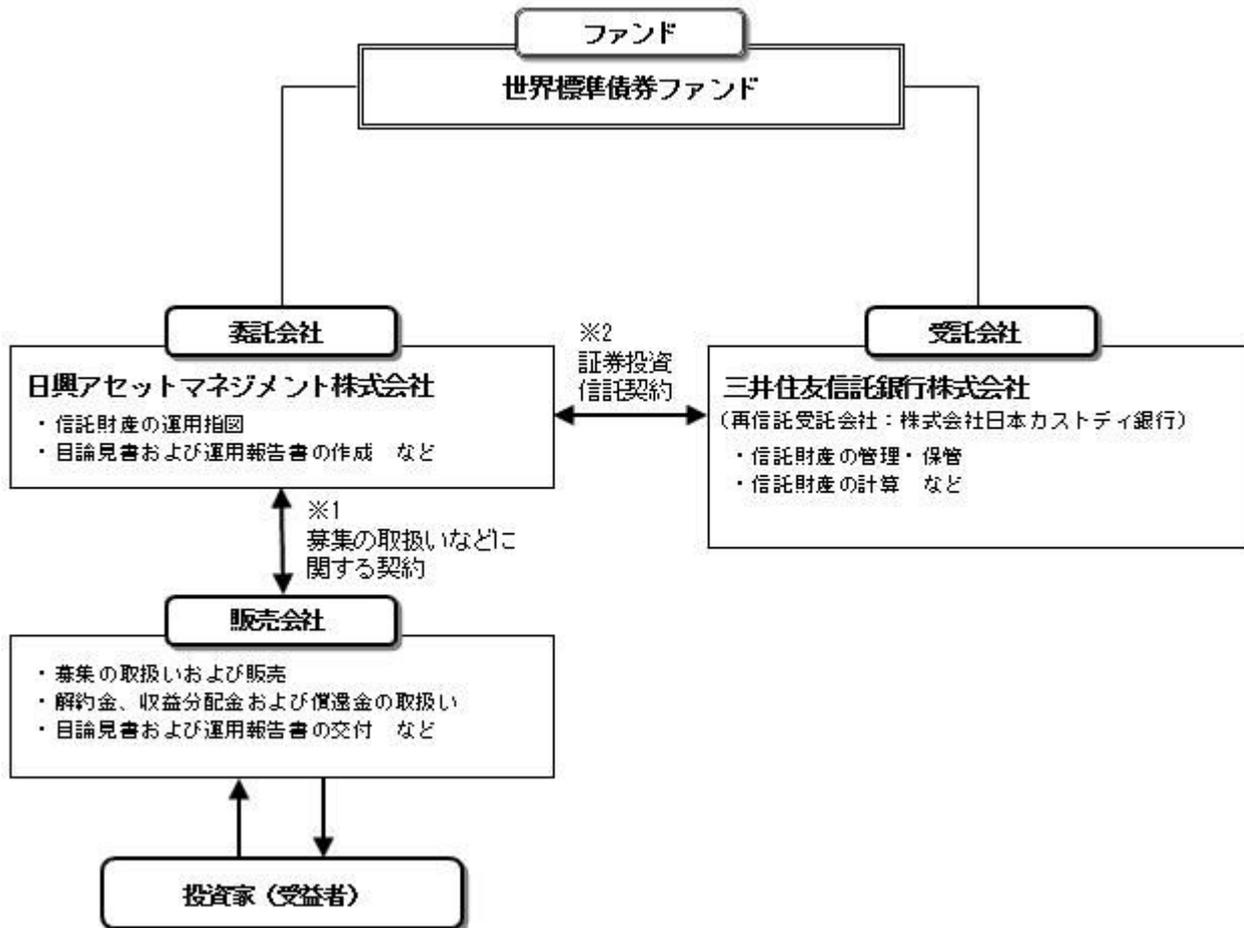 ファンド
世界標準債券ファンド
委託会社
日興アセットマネジメント株式会社
・信託財産の運用指図
・目論見書および運用報告書の作成　など
※2
証券投資
信託契約
受託会社
三井住友信託銀行株式会社
（再信託受託会社：株式会社日本カストディ銀行）
・信託財産の管理・保管
・信託財産の計算　など
※1
募集の取扱いなどに
関する契約
販売会社
・募集の取扱いおよび販売
・解約金、収益分配金および償還金の取扱い
・目論見書および運用報告書の交付　など
投資家（受益者）